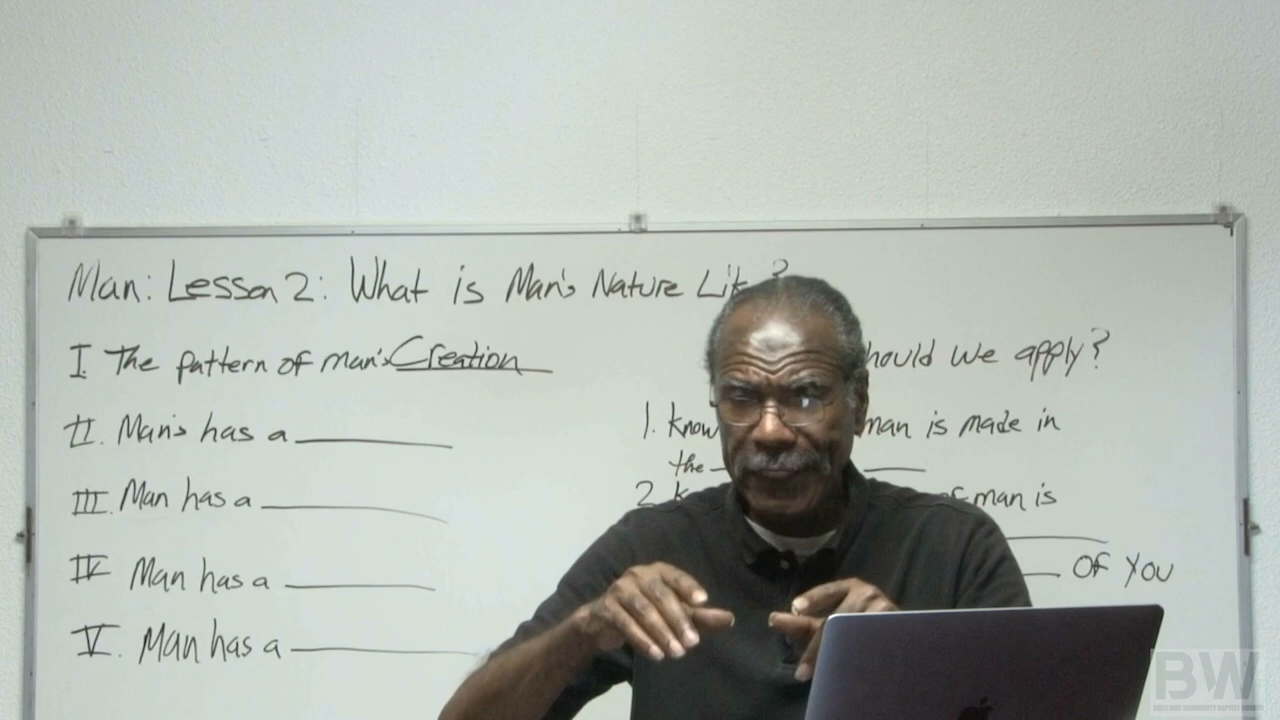 Man: Lesson 2: What is Man's Nature Lik ?
I. The pattern of man's Creation
II. Man's has a
III. Man has a
IV Man has a
V. Man has a
hould we apply?
1. know man is made in
the
2. K of man is
of you
BW